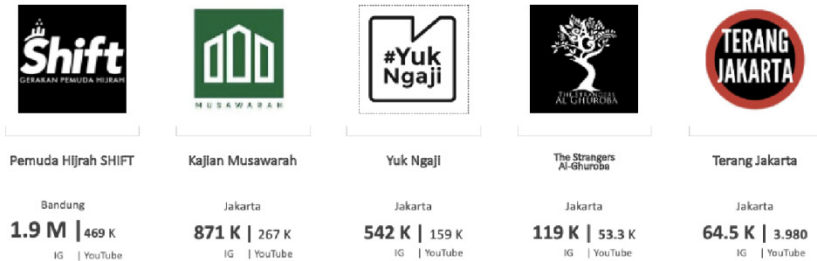 Shift
GERAKAN PEMUDA HIJRAH
Pemuda Hijrah SHIFT
Bandung
1.9 M | 469 K
IG | YouTube
MUSAWARAH
Kajian Musawarah
Jakarta
871 K | 267 K
IG | YouTube
#Yuk
Ngaji
Yuk Ngaji
Jakarta
542 K | 159 K
IG | YouTube
AG
THE STRANGERS
AL GHUROBA
The Strangers
Al-Ghuroba
Jakarta
119 K | 53.3 K
IG | YouTube
TERANG
JAKARTA
Terang Jakarta
Jakarta
64.5 K | 3.980
IG | YouTube